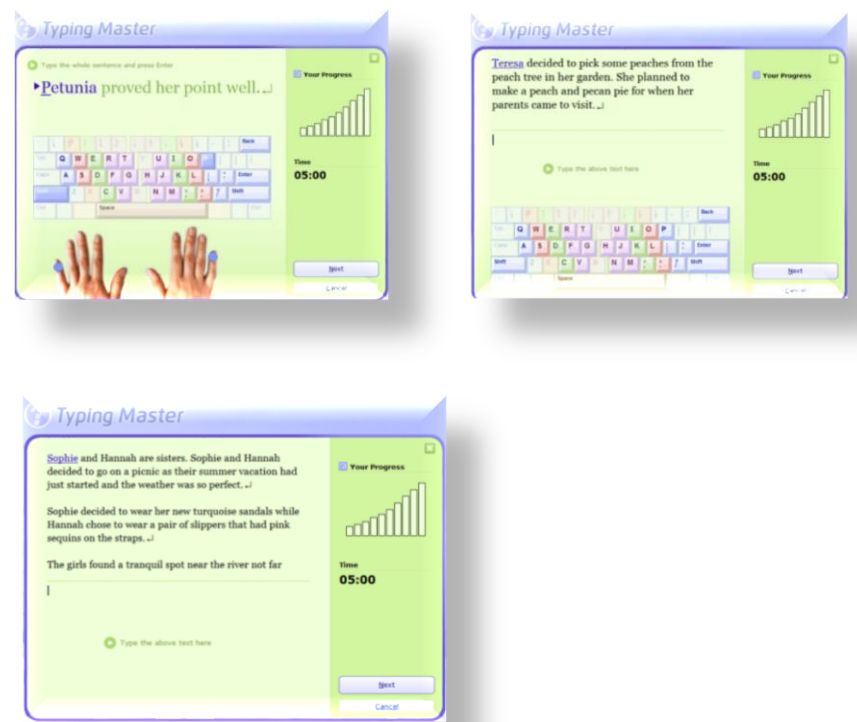 Typing Master
Type the whole sentence and press Enter
Petunia proved her point well.
Your Progress
Time
05:00
Back
Q W E R T U I O
A S D F G H J K L Enter
C V N M Shift
Space
Next
Cancel
Typing Master
Teresa decided to pick some peaches from the
peach tree in her garden. She planned to
make a peach and pecan pie for when her
parents came to visit.
Type the above text here
Your Progress
Time
05:00
Back
Q W E R T U I O P
A S D F G H J K L Enter
Shift C V N M Shift
Space
Next
Cancel
Typing Master
Sophie and Hannah are sisters. Sophie and Hannah
decided to go on a picnic as their summer vacation had
just started and the weather was so perfect.
Sophie decided to wear her new turquoise sandals while
Hannah chose to wear a pair of slippers that had pink
sequins on the straps.
The girls found a tranquil spot near the river not far
Type the above text here
Your Progress
Time
05:00
Next
Cancel